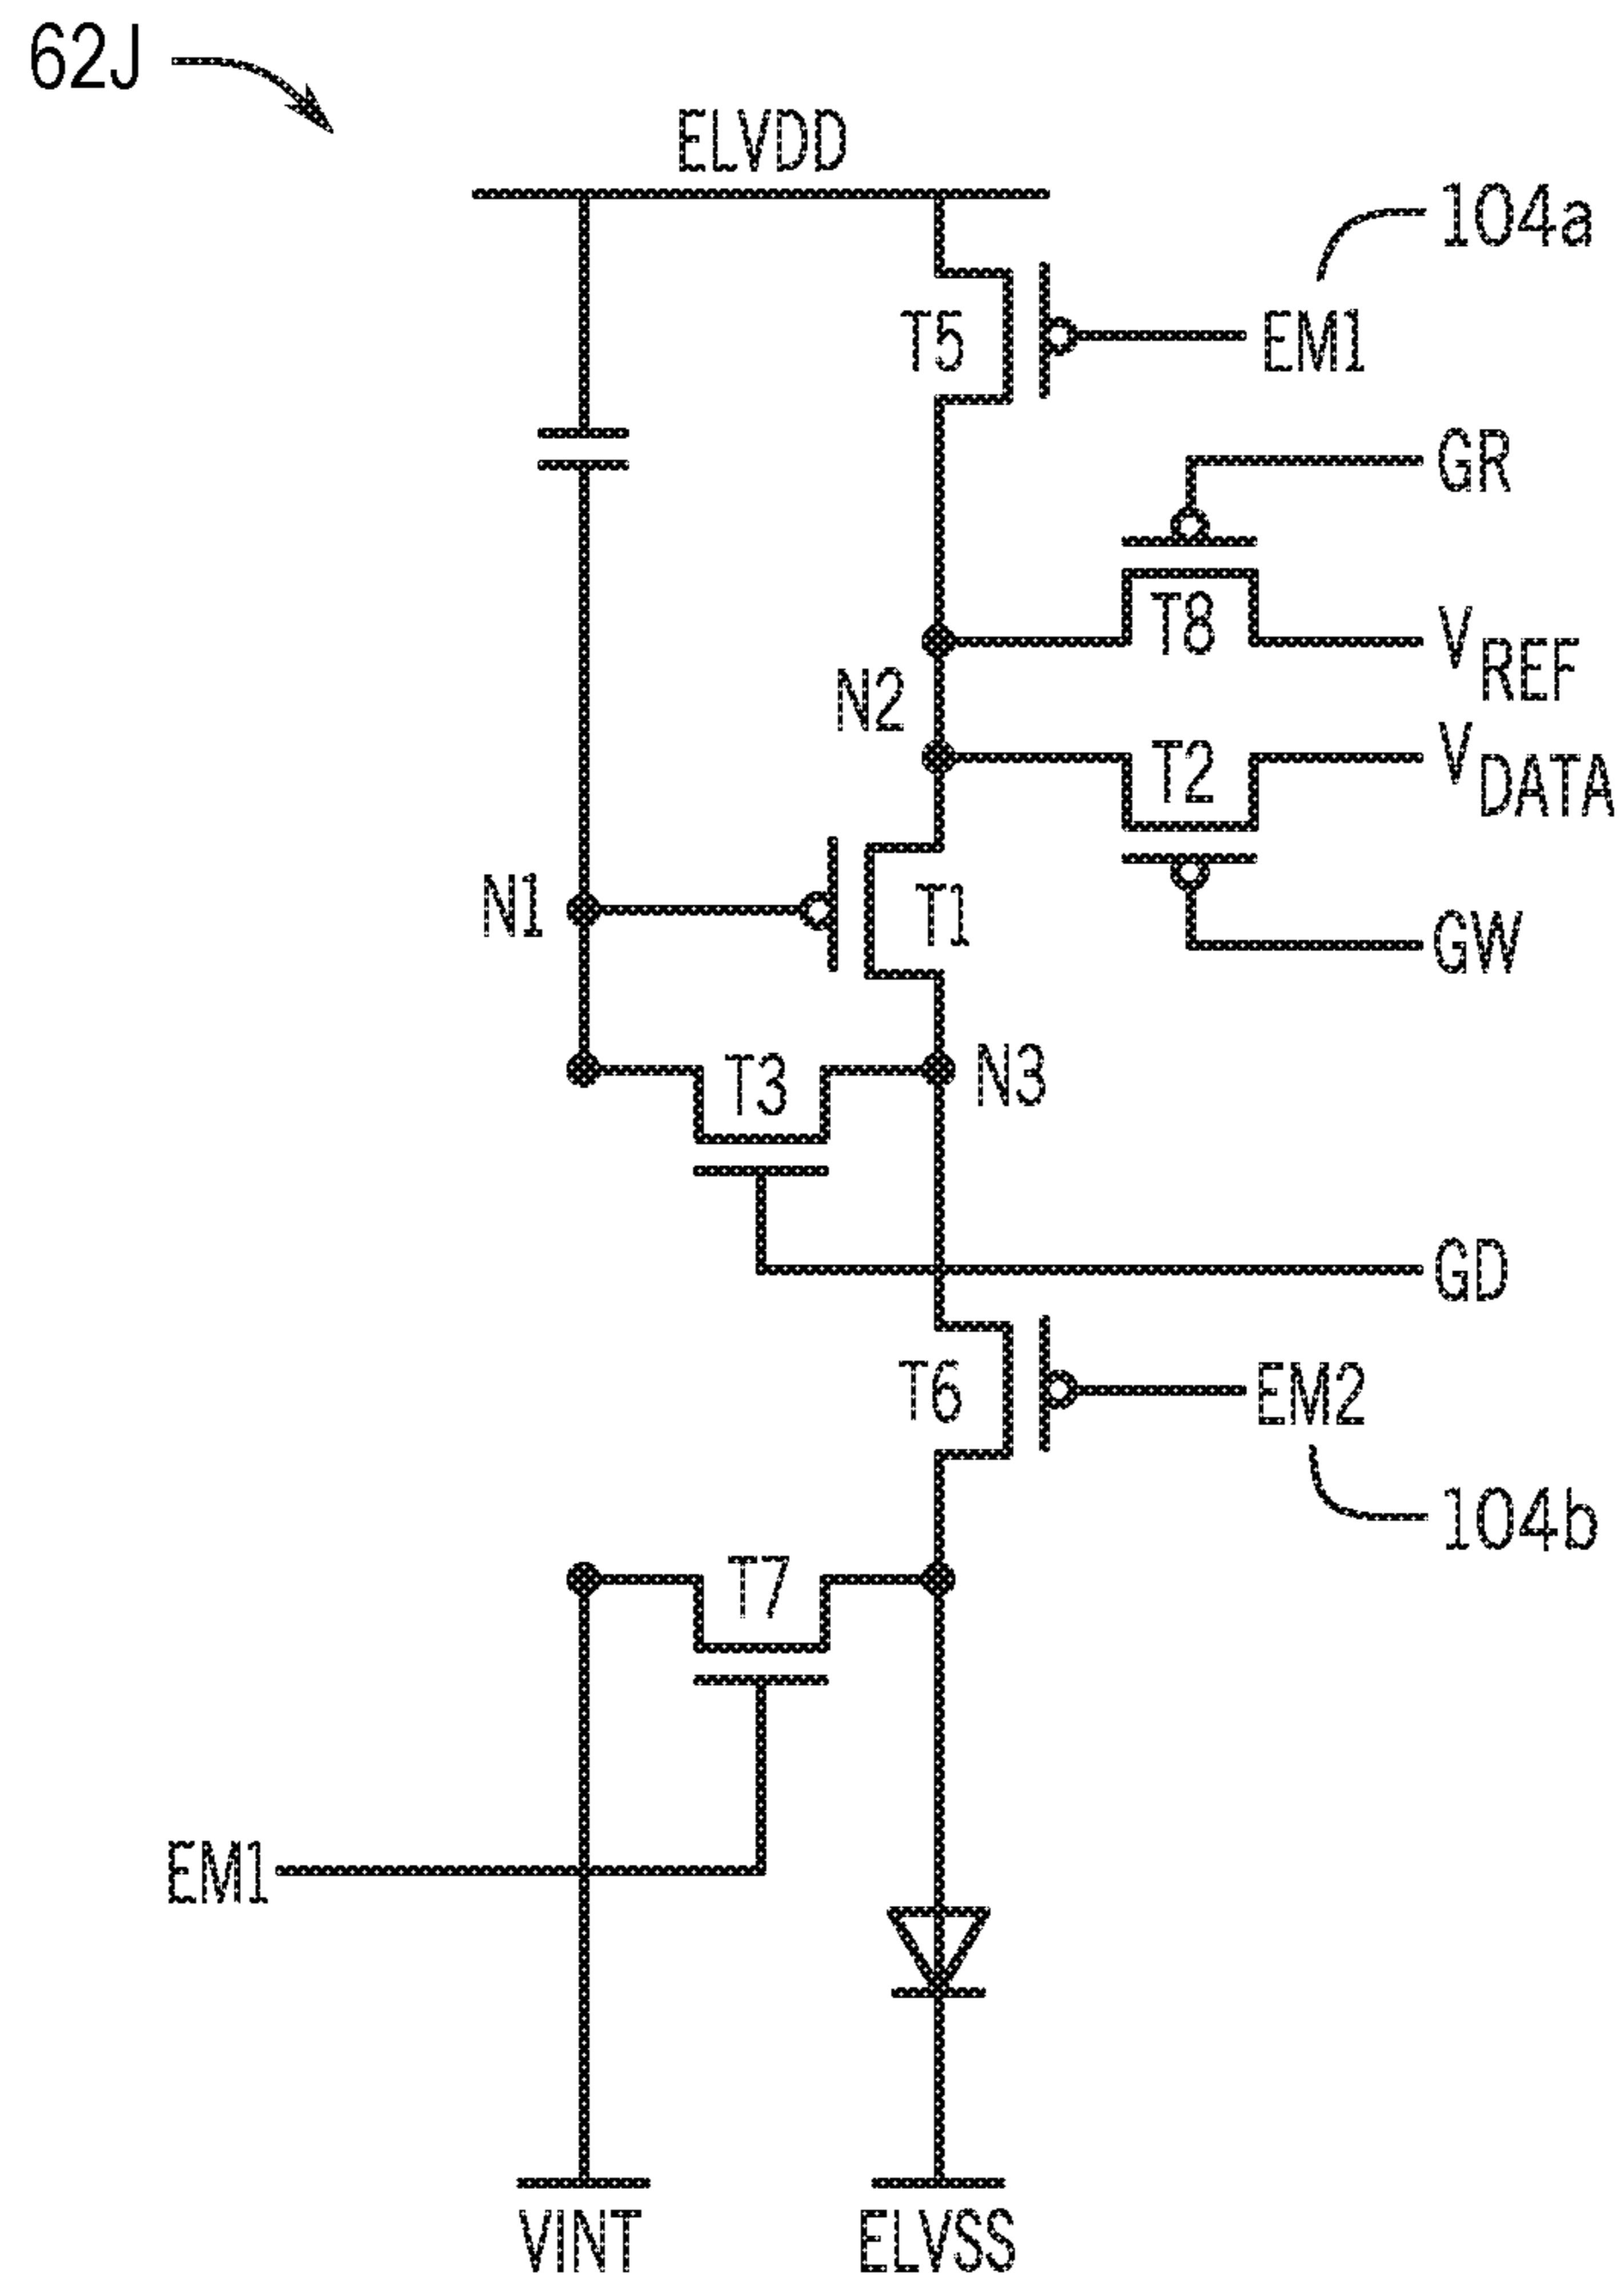 62J
ELVDD
104a
T5
EM1
GR
T8
VREF
N2
T2
VDATA
N1
T1
GW
T3
N3
GD
T6
EM2
104b
T7
EM1
VINT
ELVSS